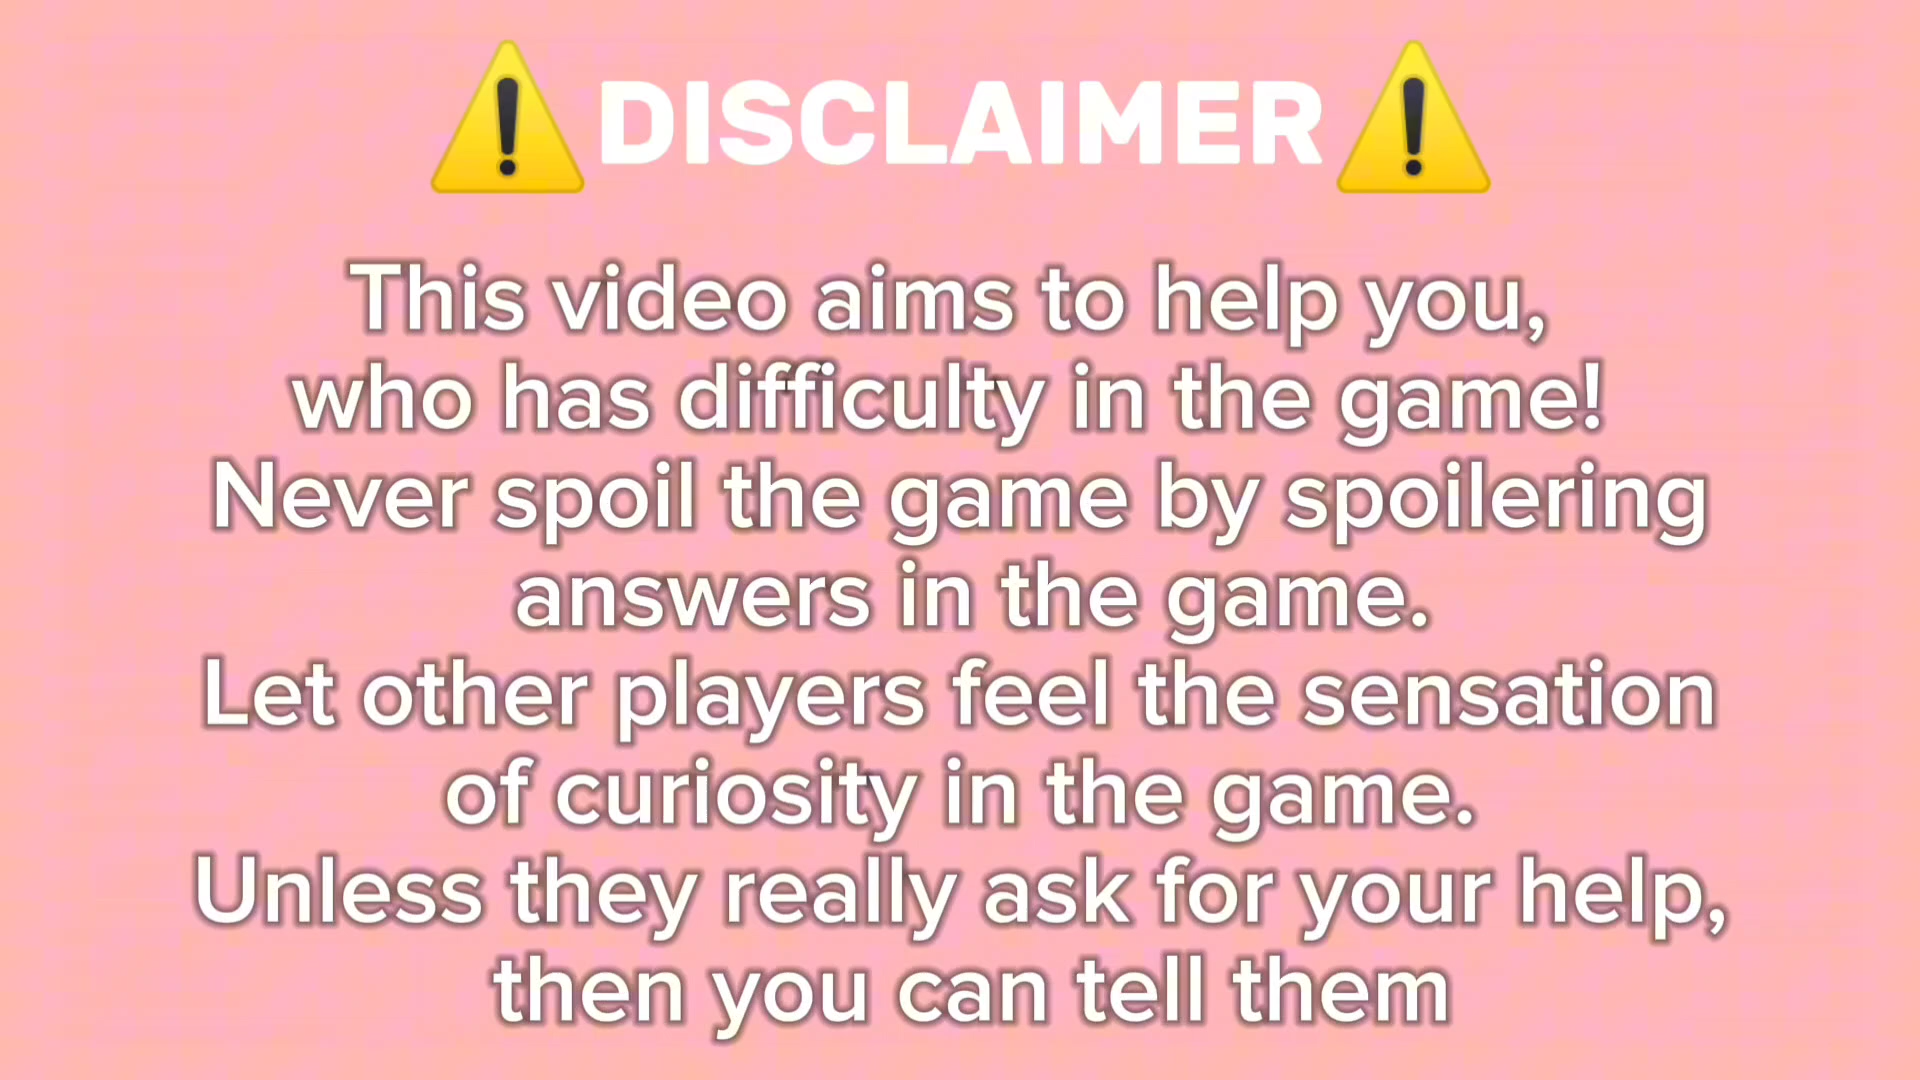 ⚠️DISCLAIMER⚠️
This video aims to help you,
who has difficulty in the game!
Never spoil the game by spoilering
answers in the game.
Let other players feel the sensation
of curiosity in the game.
Unless they really ask for your help,
then you can tell them